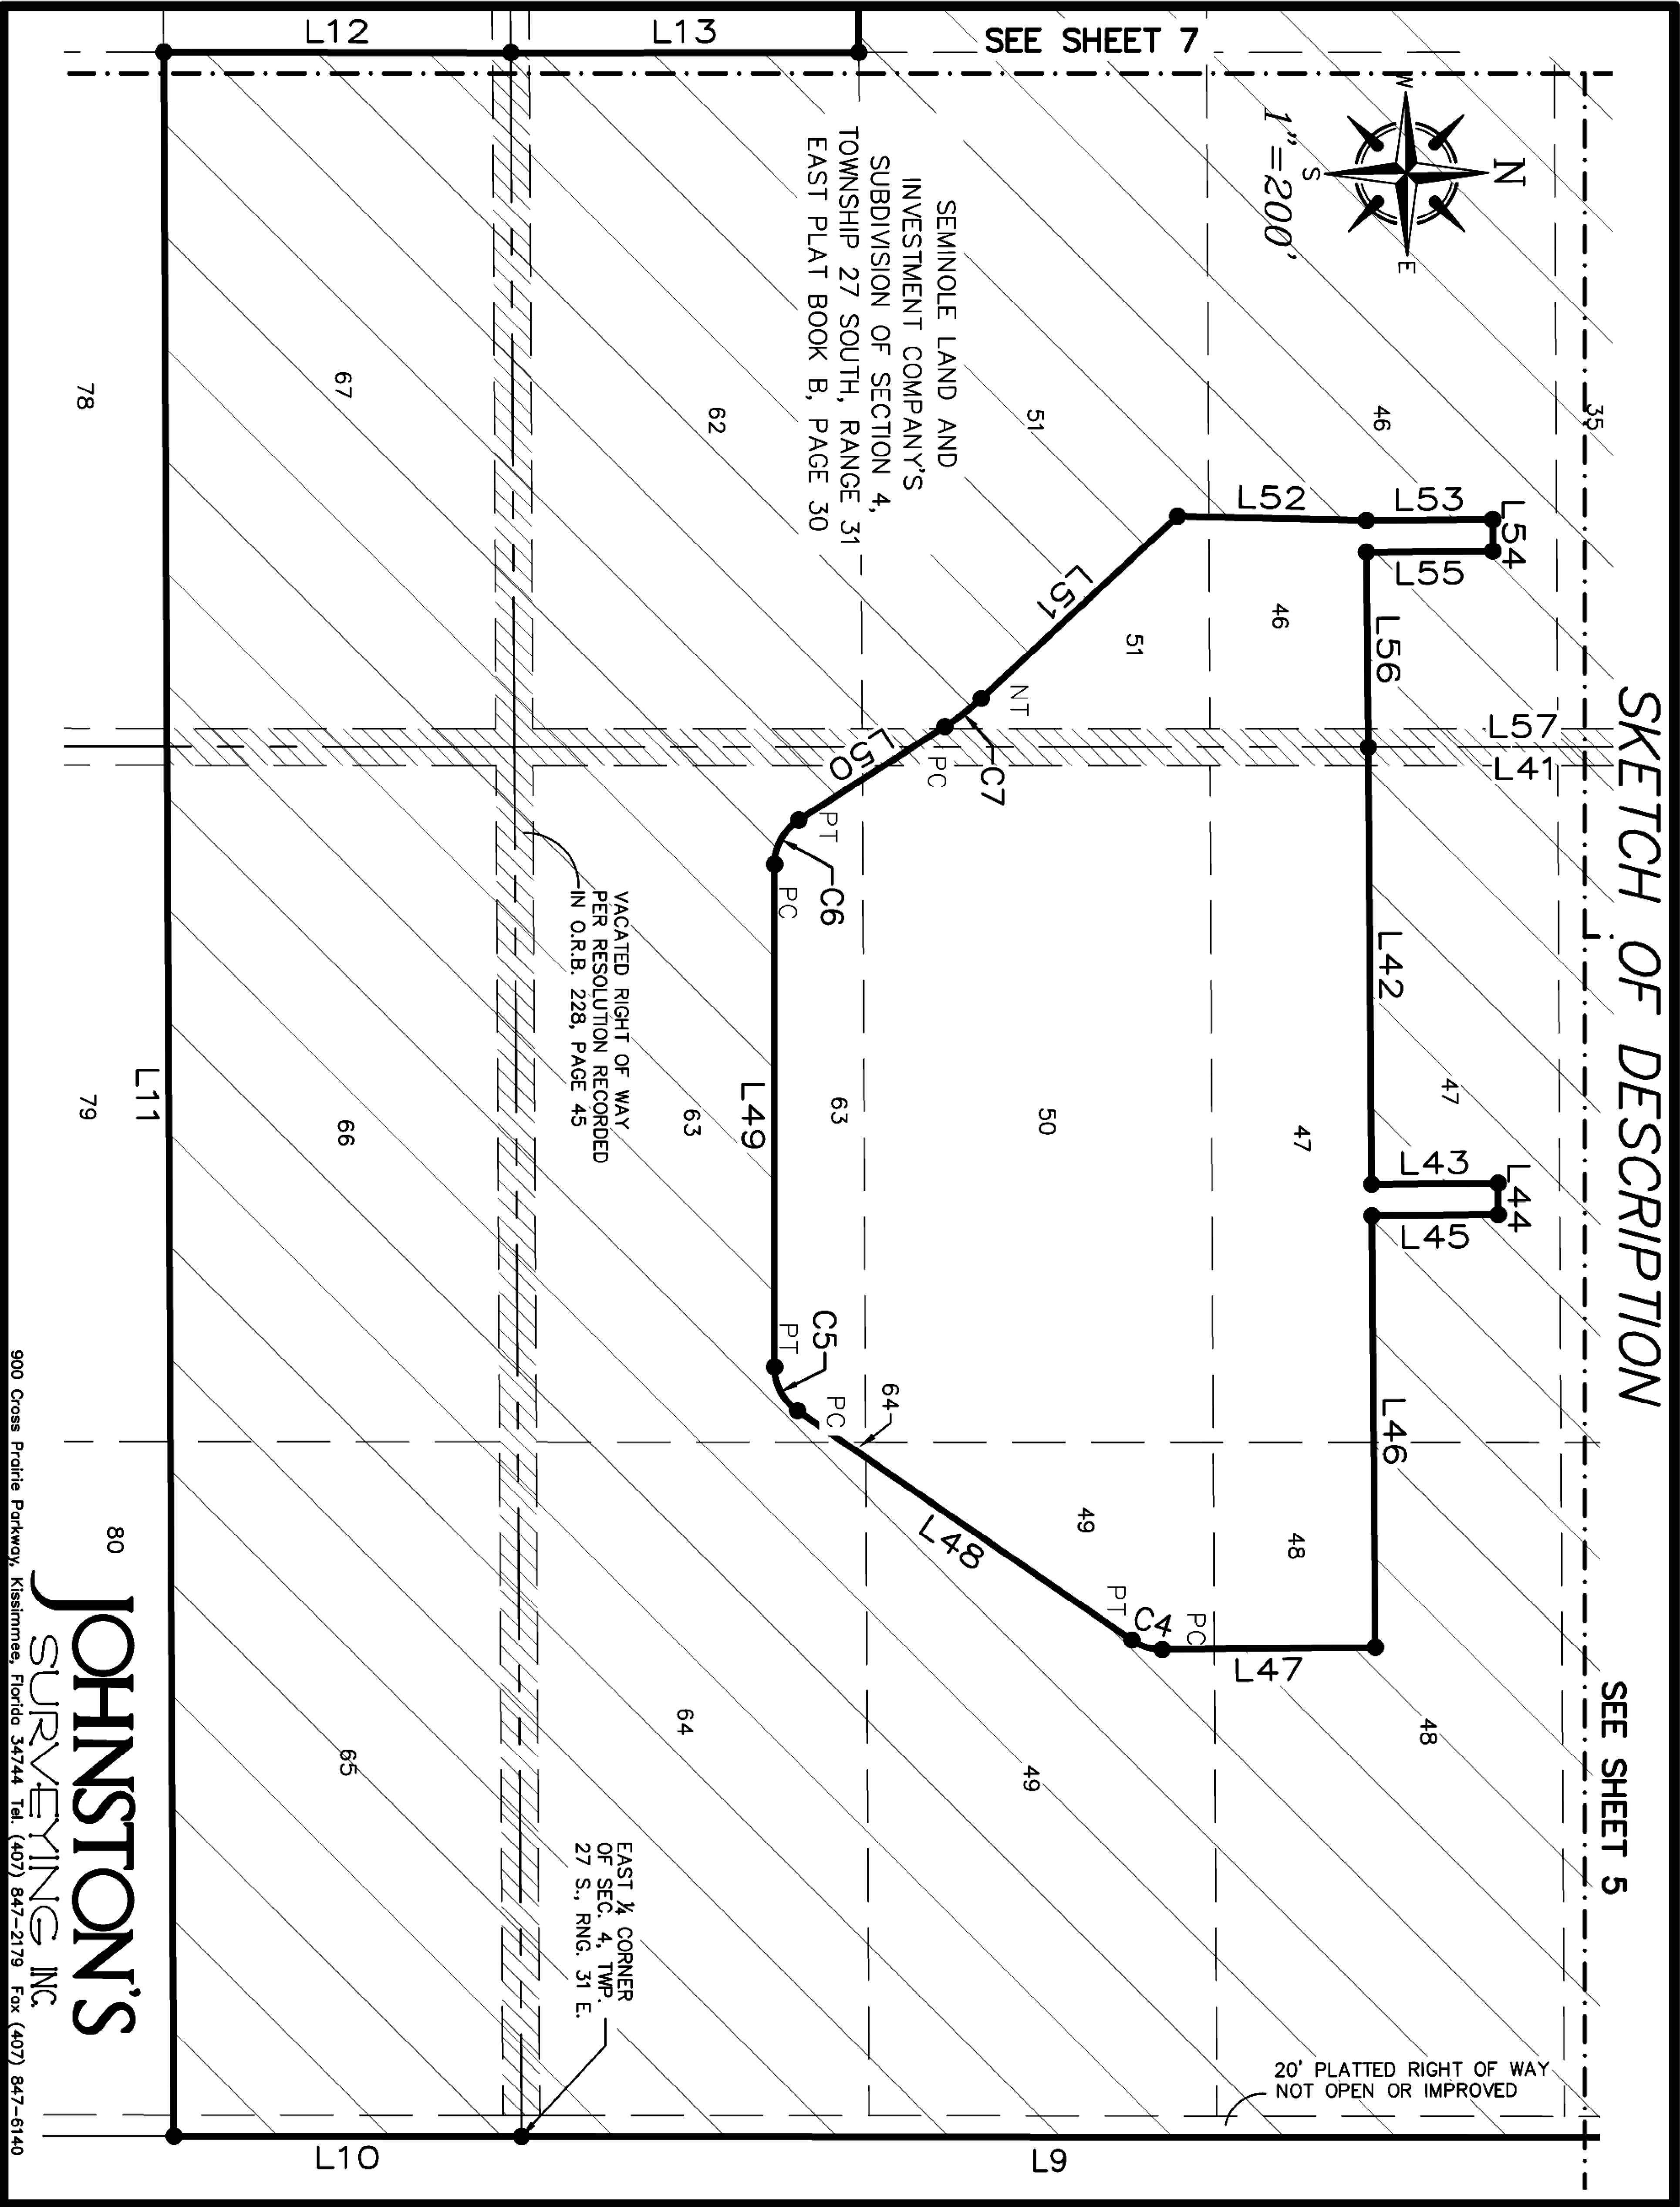 SKETCH OF DESCRIPTION
SEE SHEET 5
SEE SHEET 7
N
W
E
S
1"=200'
35
46
47
48
L57
L41
L53
L54
L55
L52
L56
L42
L43
L44
L45
L46
L47
46
47
48
51
51
50
49
49
L51
NT
C7
PC
L50
PT
C6
PC
L49
PT
C5
PC
64
L48
PT
C4
PC
SEMINOLE LAND AND
INVESTMENT COMPANY'S
SUBDIVISION OF SECTION 4,
TOWNSHIP 27 SOUTH, RANGE 31
EAST PLAT BOOK B, PAGE 30
62
63
63
64
VACATED RIGHT OF WAY
PER RESOLUTION RECORDED
IN O.R.B. 228, PAGE 45
EAST ¼ CORNER
OF SEC. 4, TWP.
27 S., RNG. 31 E.
20' PLATTED RIGHT OF WAY
NOT OPEN OR IMPROVED
L13
L12
L9
L10
67
66
65
L11
78
79
80
JOHNSTON'S
SURVEYING INC.
900 Cross Prairie Parkway, Kissimmee, Florida 34744 Tel. (407) 847-2179 Fax (407) 847-6140